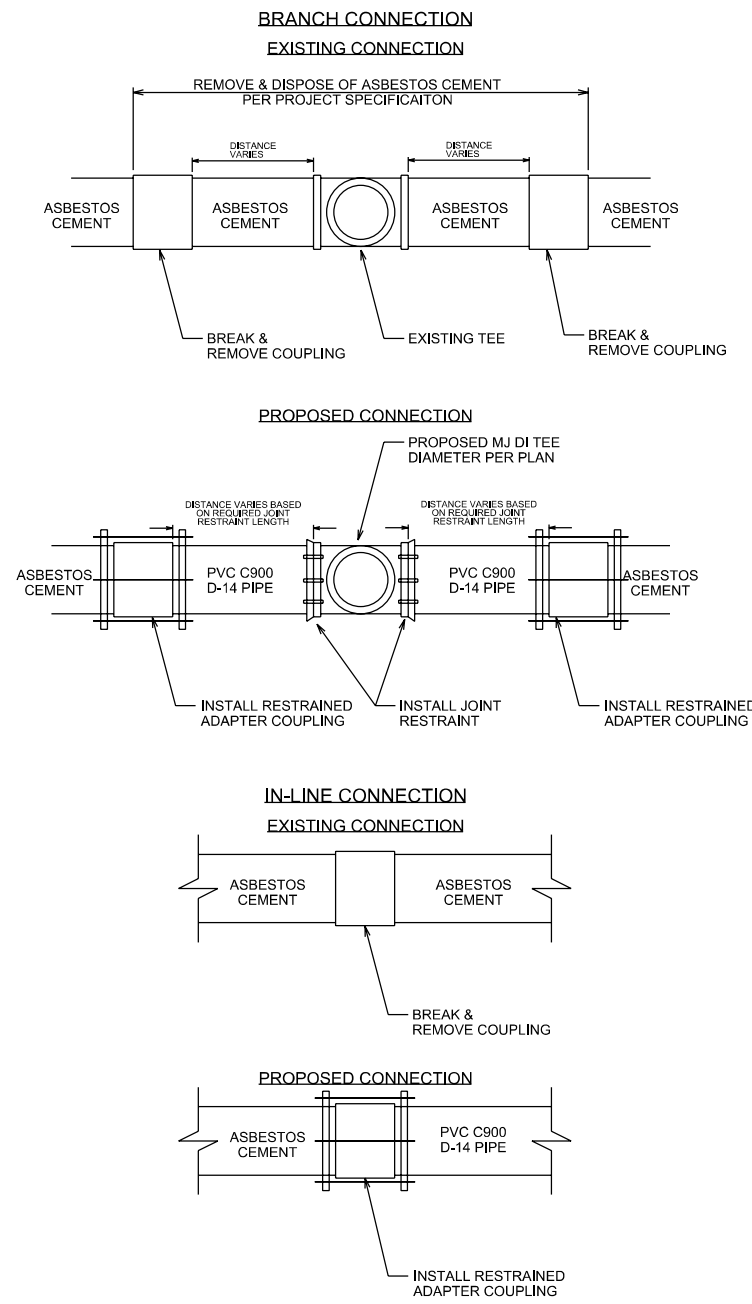 BRANCH CONNECTION
EXISTING CONNECTION
REMOVE & DISPOSE OF ASBESTOS CEMENT
PER PROJECT SPECIFICAITON
DISTANCE
VARIES
DISTANCE
VARIES
ASBESTOS
CEMENT
ASBESTOS
CEMENT
ASBESTOS
CEMENT
ASBESTOS
CEMENT
BREAK &
REMOVE COUPLING
EXISTING TEE
BREAK &
REMOVE COUPLING
PROPOSED CONNECTION
PROPOSED MJ DI TEE
DIAMETER PER PLAN
DISTANCE VARIES BASED
ON REQUIRED JOINT
RESTRAINT LENGTH
DISTANCE VARIES BASED
ON REQUIRED JOINT
RESTRAINT LENGTH
ASBESTOS
CEMENT
PVC C900
D-14 PIPE
PVC C900
D-14 PIPE
ASBESTOS
CEMENT
INSTALL RESTRAINED
ADAPTER COUPLING
INSTALL JOINT
RESTRAINT
INSTALL RESTRAINED
ADAPTER COUPLING
IN-LINE CONNECTION
EXISTING CONNECTION
ASBESTOS
CEMENT
ASBESTOS
CEMENT
BREAK &
REMOVE COUPLING
PROPOSED CONNECTION
ASBESTOS
CEMENT
PVC C900
D-14 PIPE
INSTALL RESTRAINED
ADAPTER COUPLING